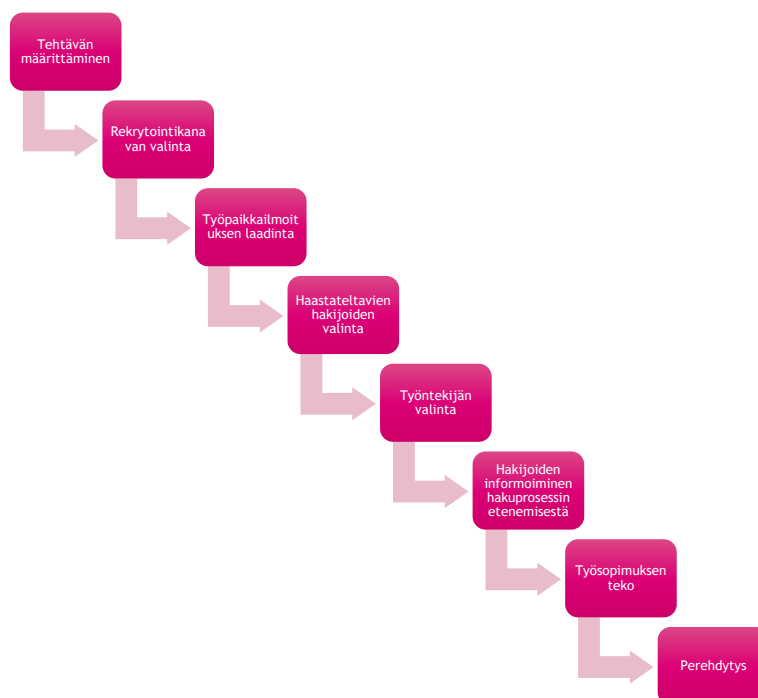 Tehtävän
määrittäminen
Rekrytointikana
van valinta
Työpaikkailmoit
uksen laadinta
Haastateltavien
hakijoiden
valinta
Työntekijän
valinta
Hakijoiden
informoiminen
hakuprosessin
etenemisestä
Työsopimuksen
teko
Perehdytys